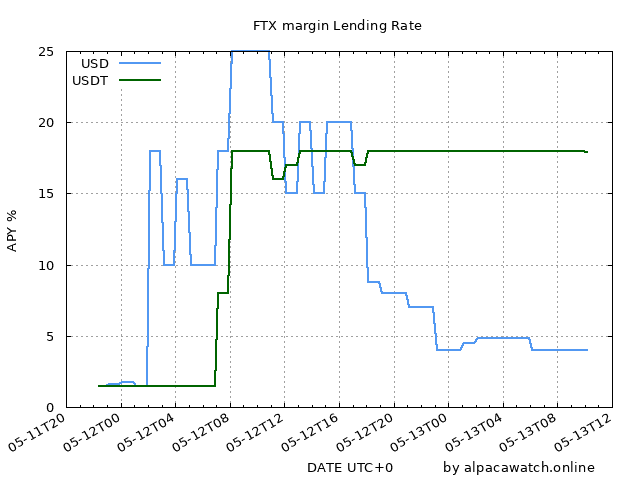 FTX margin Lending Rate
25
USD
USDT
20
15
APY %
10
5
0
05-11T20
05-12T00
05-12T04
05-12T08
05-12T12
05-12T16
05-12T20
05-13T00
05-13T04
05-13T08
05-13T12
DATE UTC+0
by alpacawatch.online